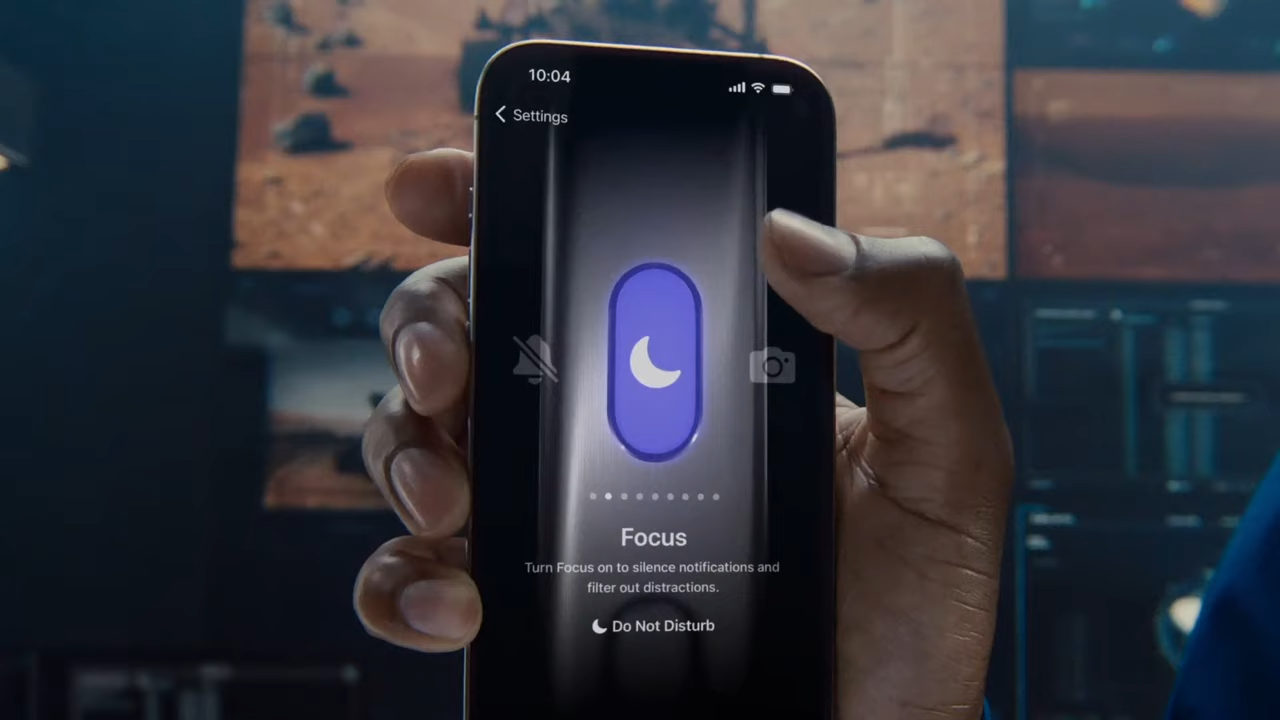 10:04
Settings
Focus
Turn Focus on to silence notifications and
filter out distractions.
Do Not Disturb